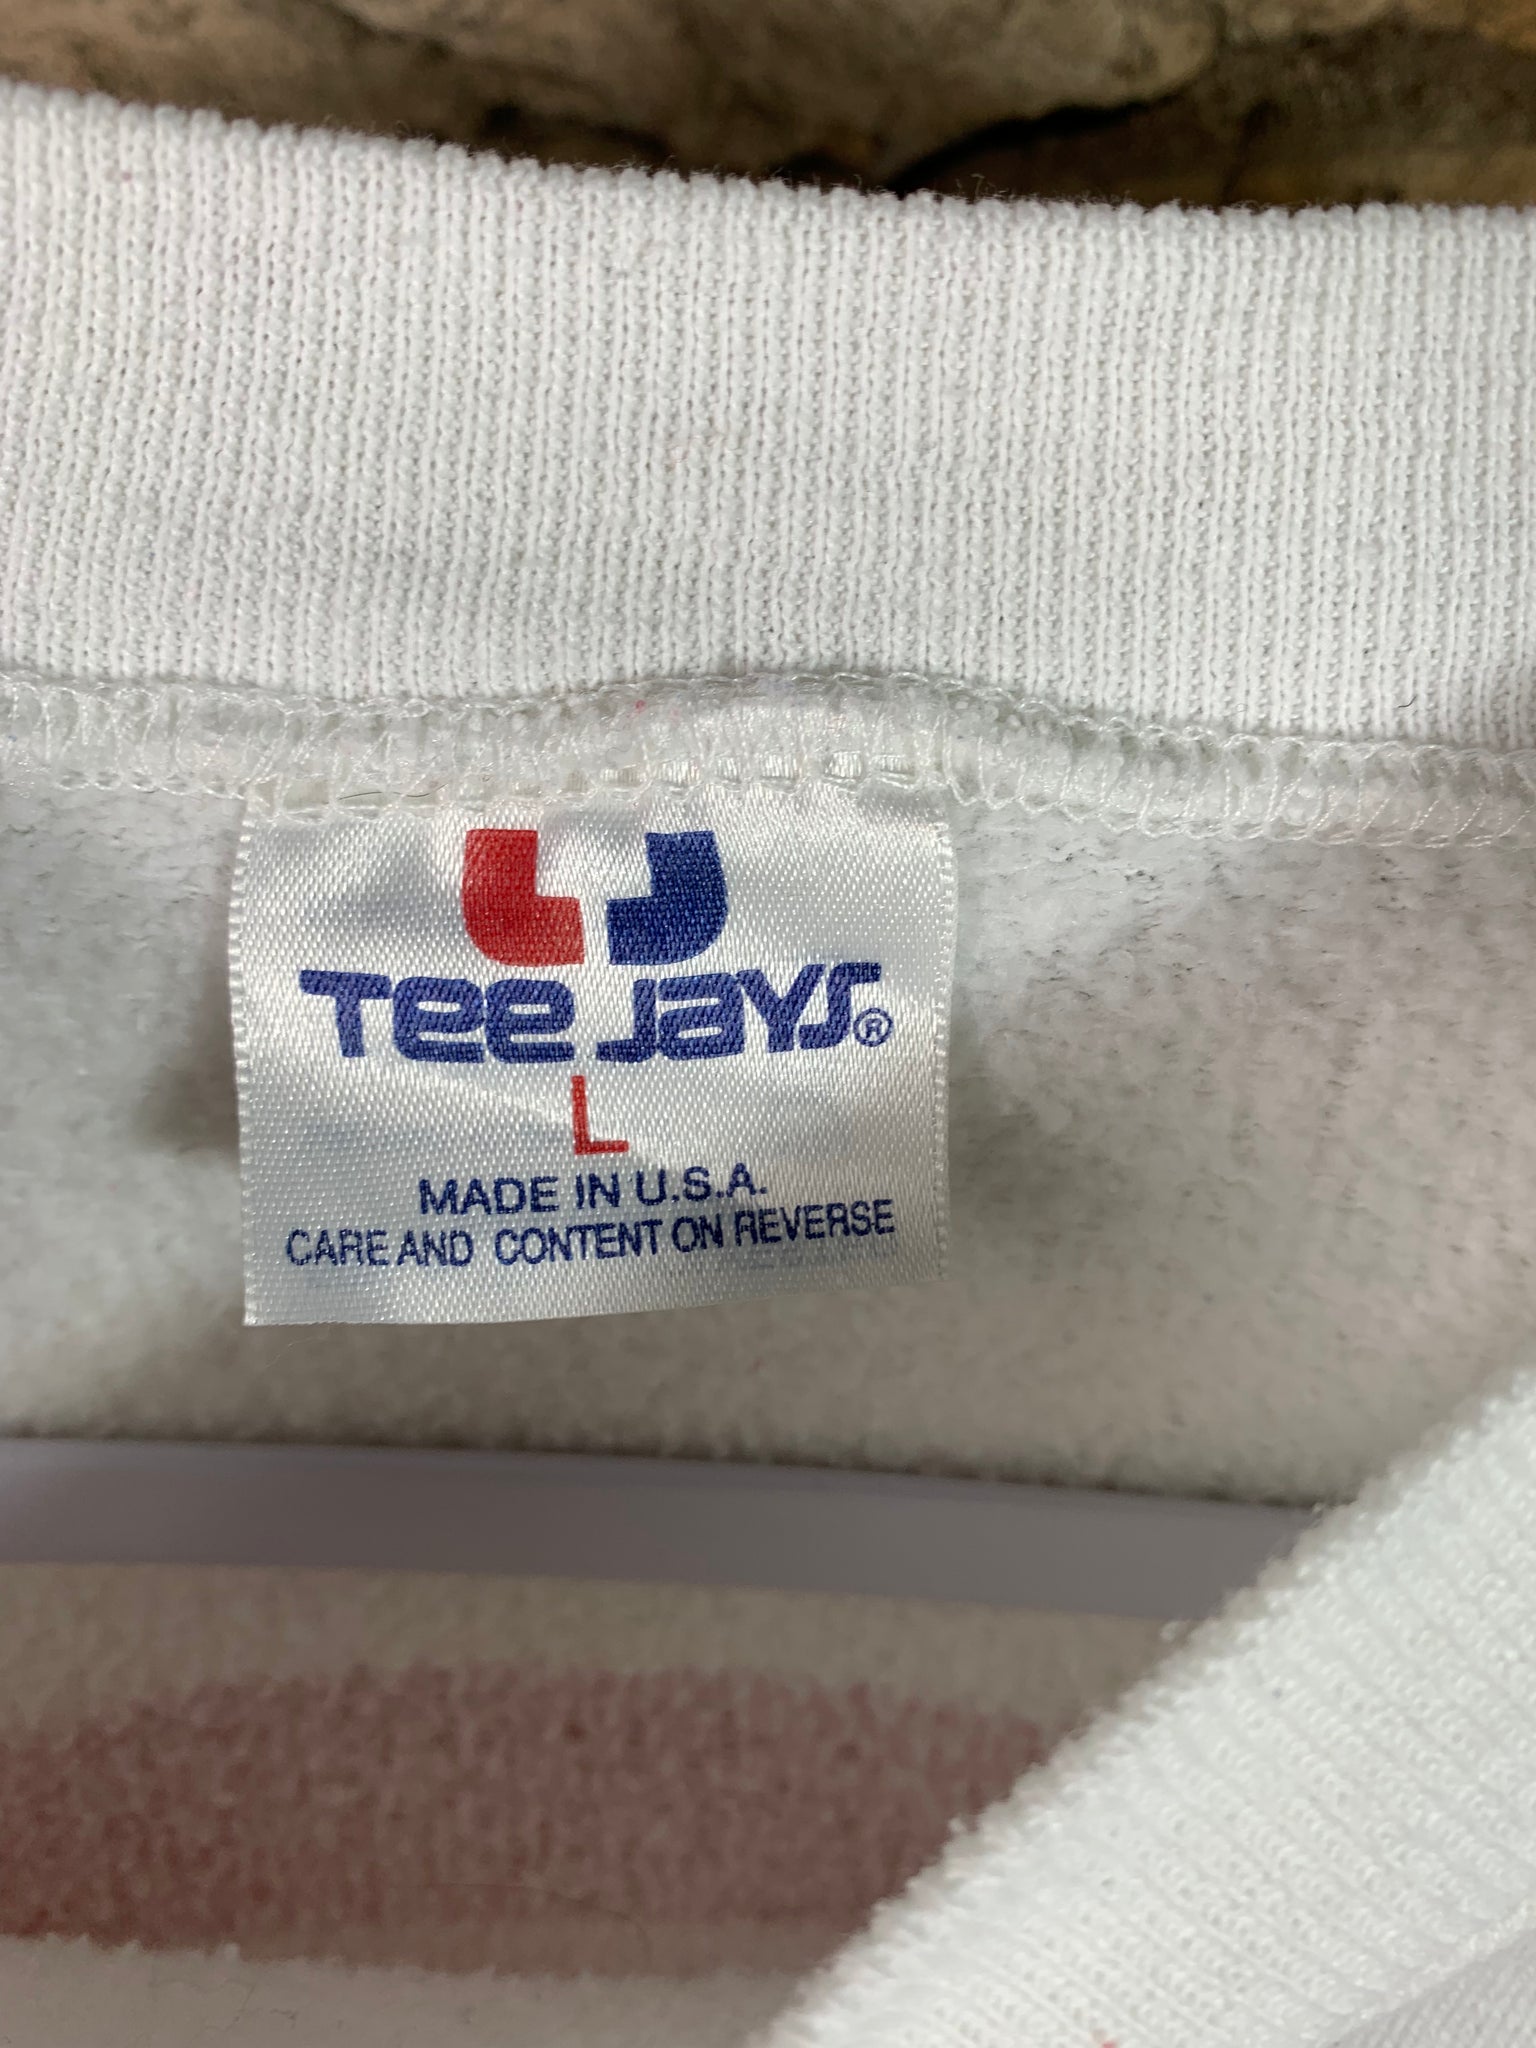 Tee Jays®
L
MADE IN U.S.A.
CARE AND CONTENT ON REVERSE